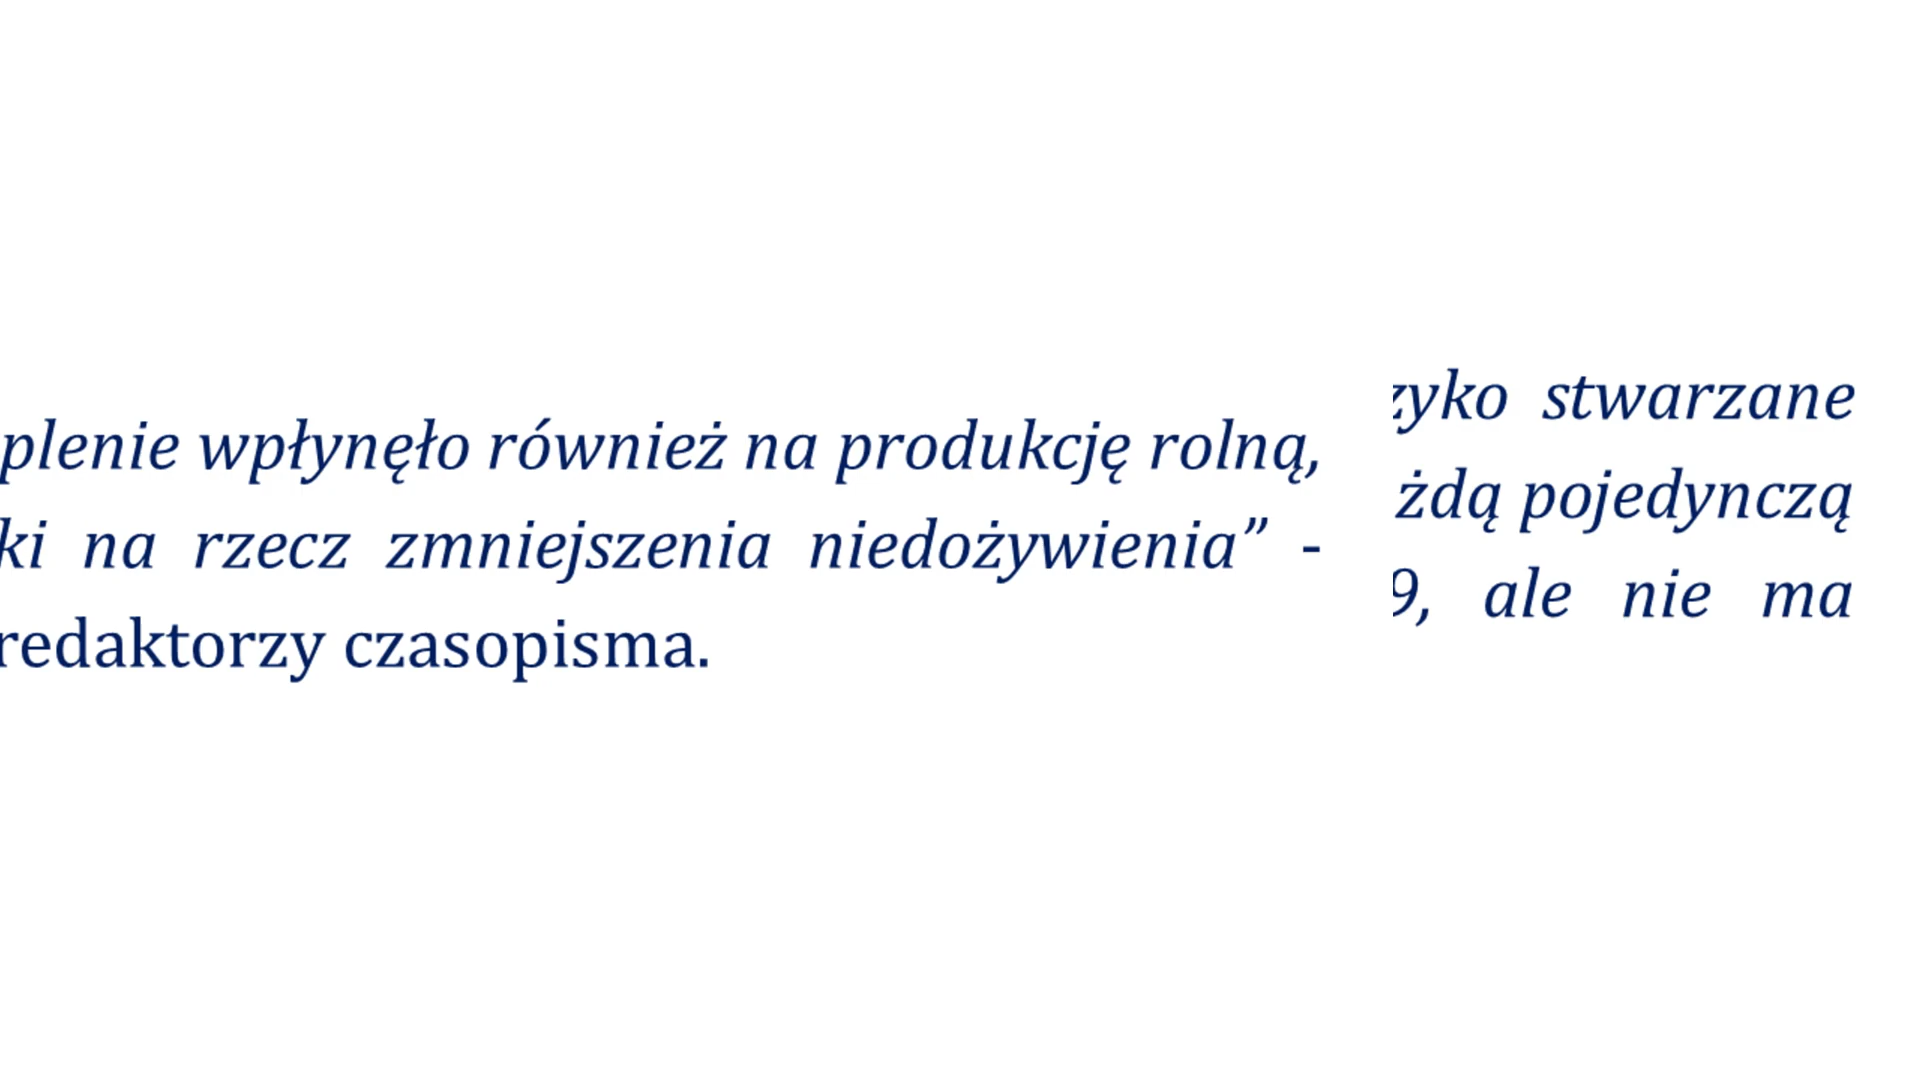 plenie wpłynęło również na produkcję rolną,
ki na rzecz zmniejszenia niedożywienia” -
redaktorzy czasopisma.
zyko stwarzane
żdą pojedynczą
9, ale nie ma